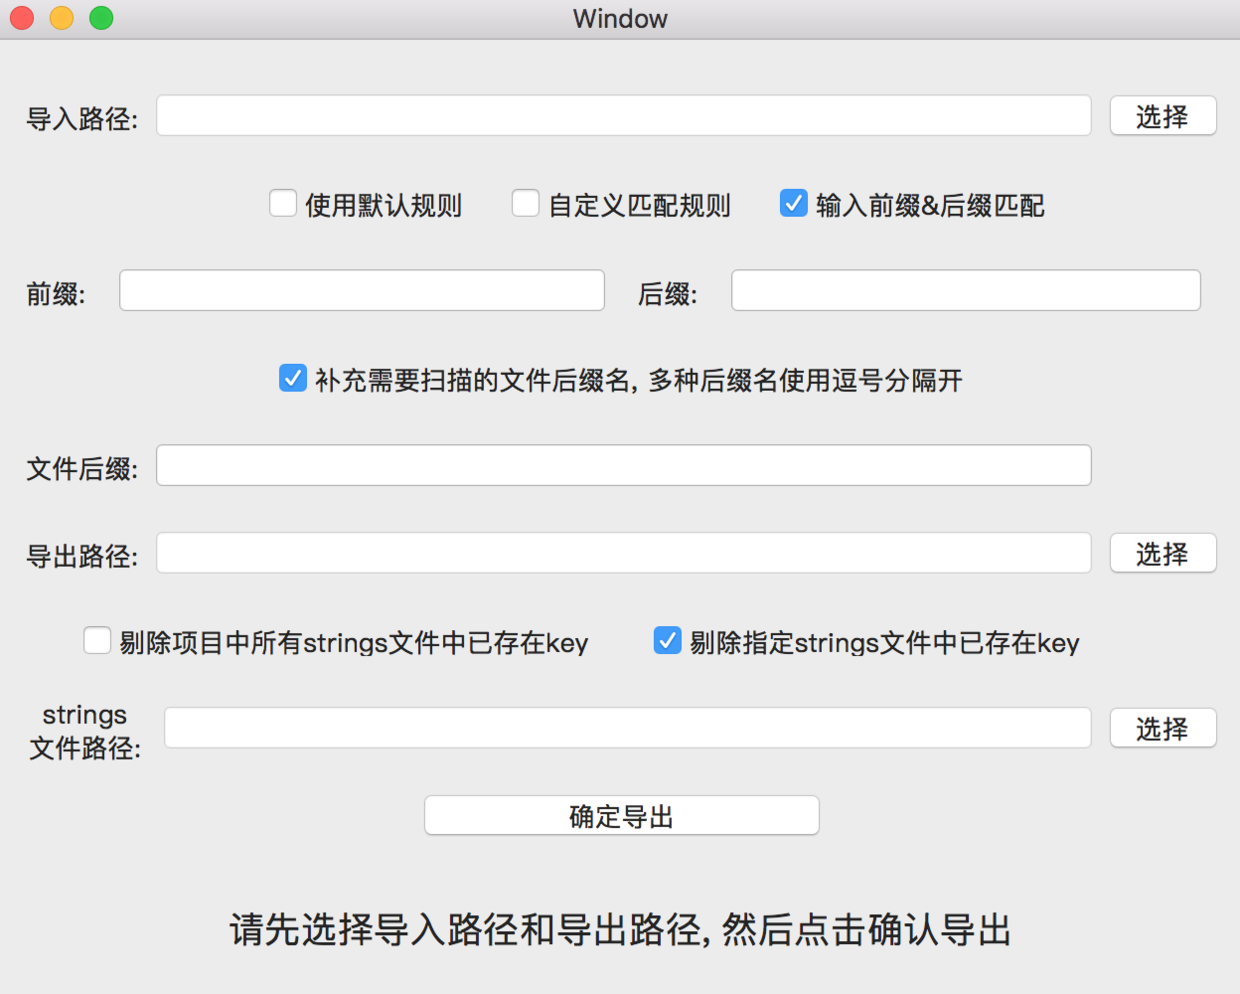 Window
导入路径:
选择
使用默认规则
自定义匹配规则
输入前缀&后缀匹配
前缀:
后缀:
补充需要扫描的文件后缀名, 多种后缀名使用逗号分隔开
文件后缀:
导出路径:
选择
剔除项目中所有strings文件中已存在key
剔除指定strings文件中已存在key
strings
文件路径:
选择
确定导出
请先选择导入路径和导出路径, 然后点击确认导出